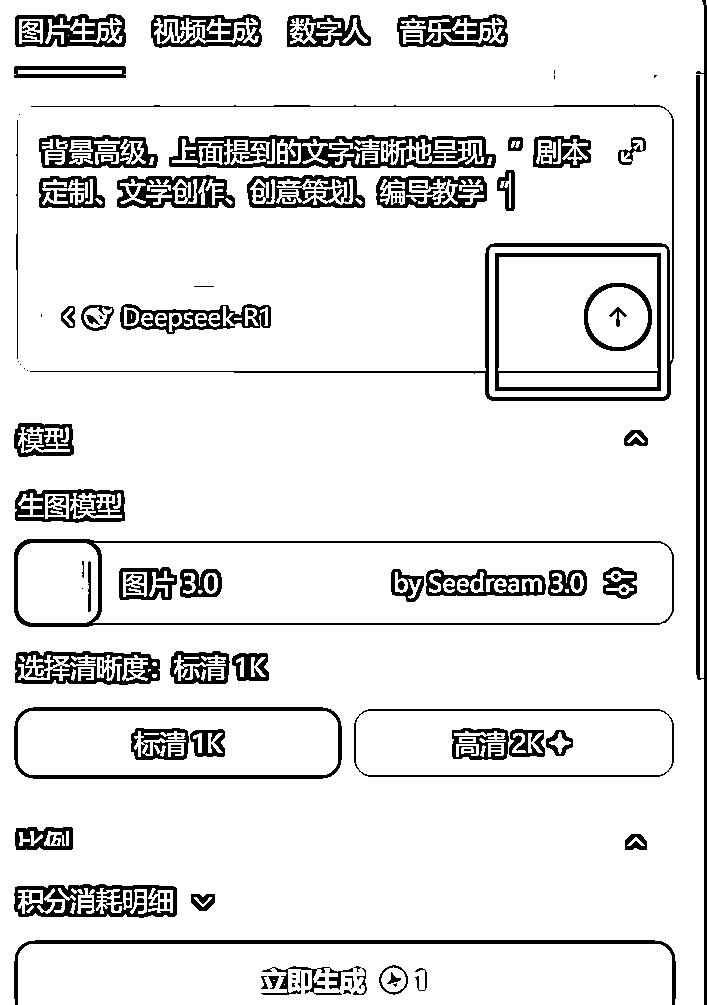 图片生成 视频生成 数字人 音乐生成
背景高级，上面提到的文字清晰地呈现，“ 剧本
定制、文学创作、创意策划、编导教学 “
Deepseek-R1
模型
生图模型
图片 3.0 by Seedream 3.0
选择清晰度：标清 1K
标清 1K 高清 2K
比例
积分消耗明细
立即生成 1